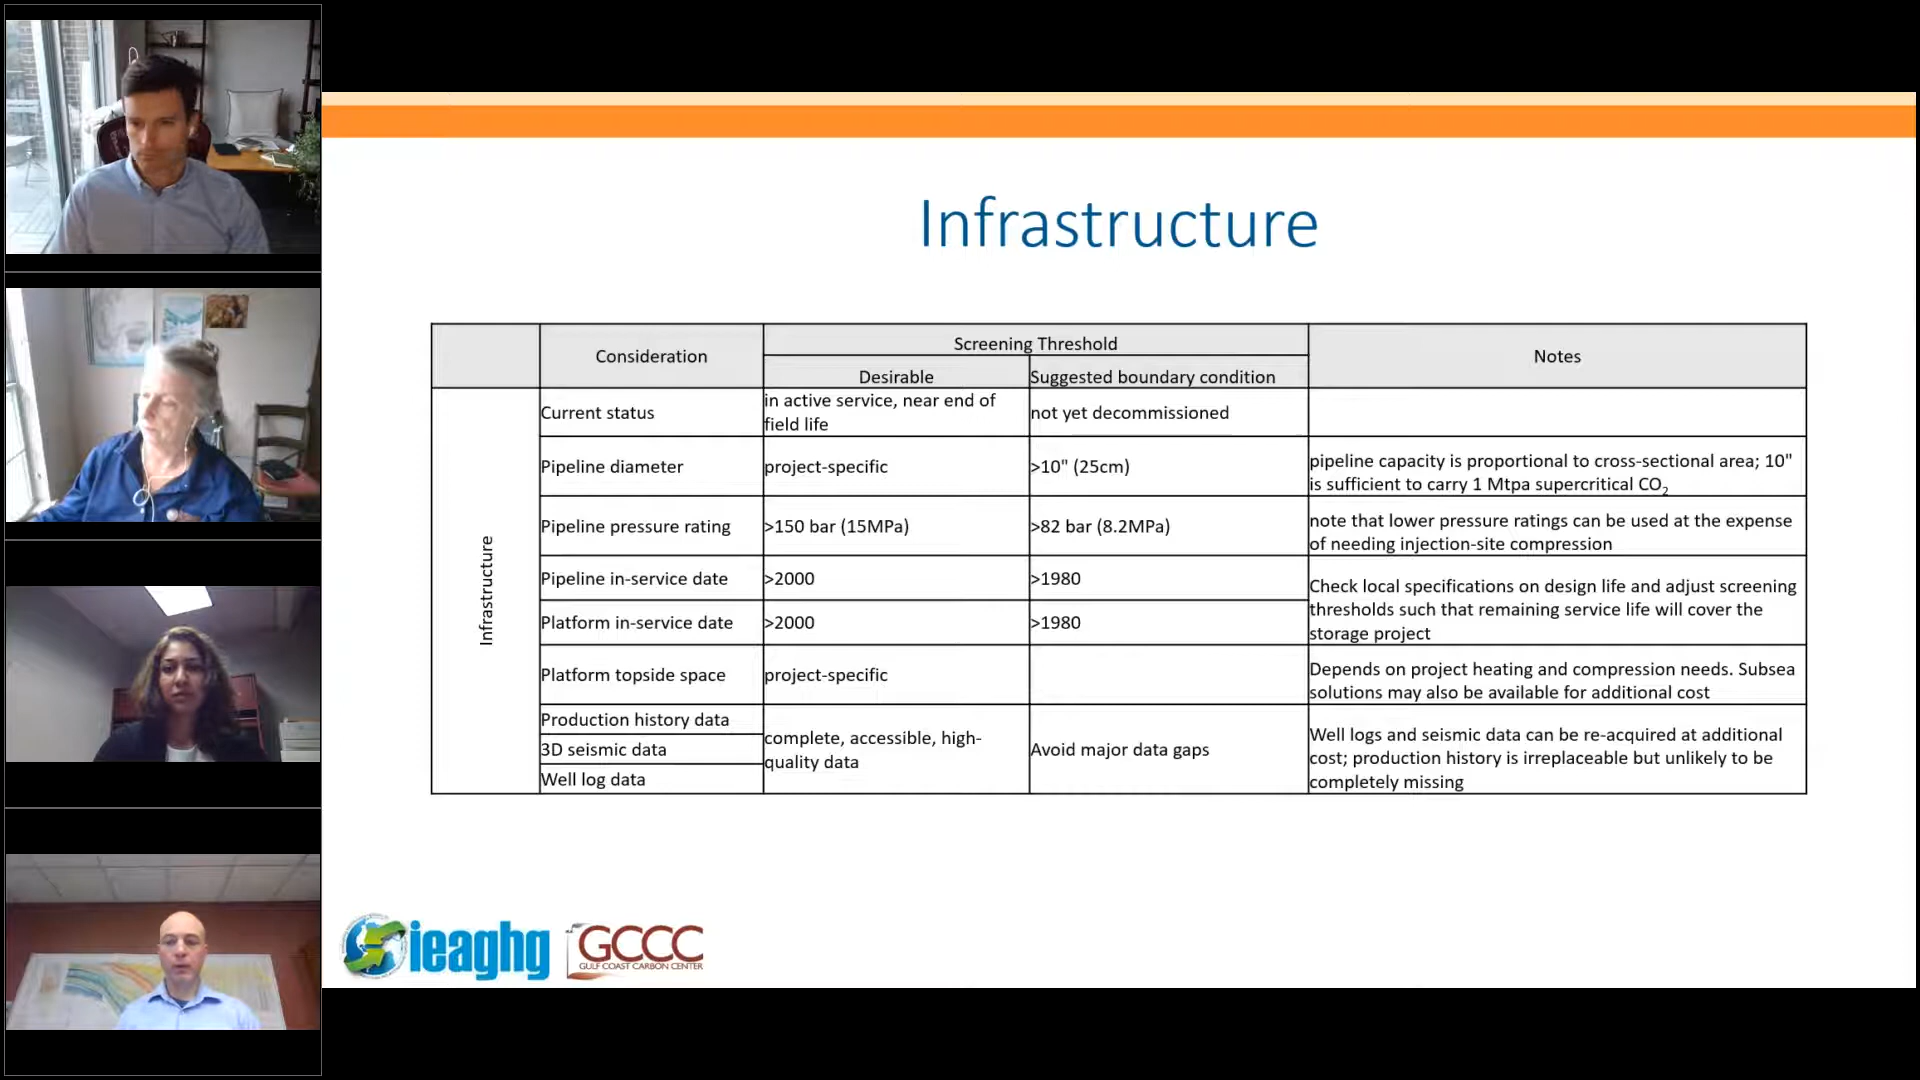 Infrastructure
Consideration
Screening Threshold
Notes
Desirable
Suggested boundary condition
Infrastructure
Current status
in active service, near end of
field life
not yet decommissioned
Pipeline diameter
project-specific
>10" (25cm)
pipeline capacity is proportional to cross-sectional area; 10"
is sufficient to carry 1 Mtpa supercritical CO₂
Pipeline pressure rating
>150 bar (15MPa)
>82 bar (8.2MPa)
note that lower pressure ratings can be used at the expense
of needing injection-site compression
Pipeline in-service date
>2000
>1980
Check local specifications on design life and adjust screening
thresholds such that remaining service life will cover the
storage project
Platform in-service date
>2000
>1980
Platform topside space
project-specific
Depends on project heating and compression needs. Subsea
solutions may also be available for additional cost
Production history data
3D seismic data
Well log data
complete, accessible, high-
quality data
Avoid major data gaps
Well logs and seismic data can be re-acquired at additional
cost; production history is irreplaceable but unlikely to be
completely missing
ieaghg
GCCC
GULF COAST CARBON CENTER